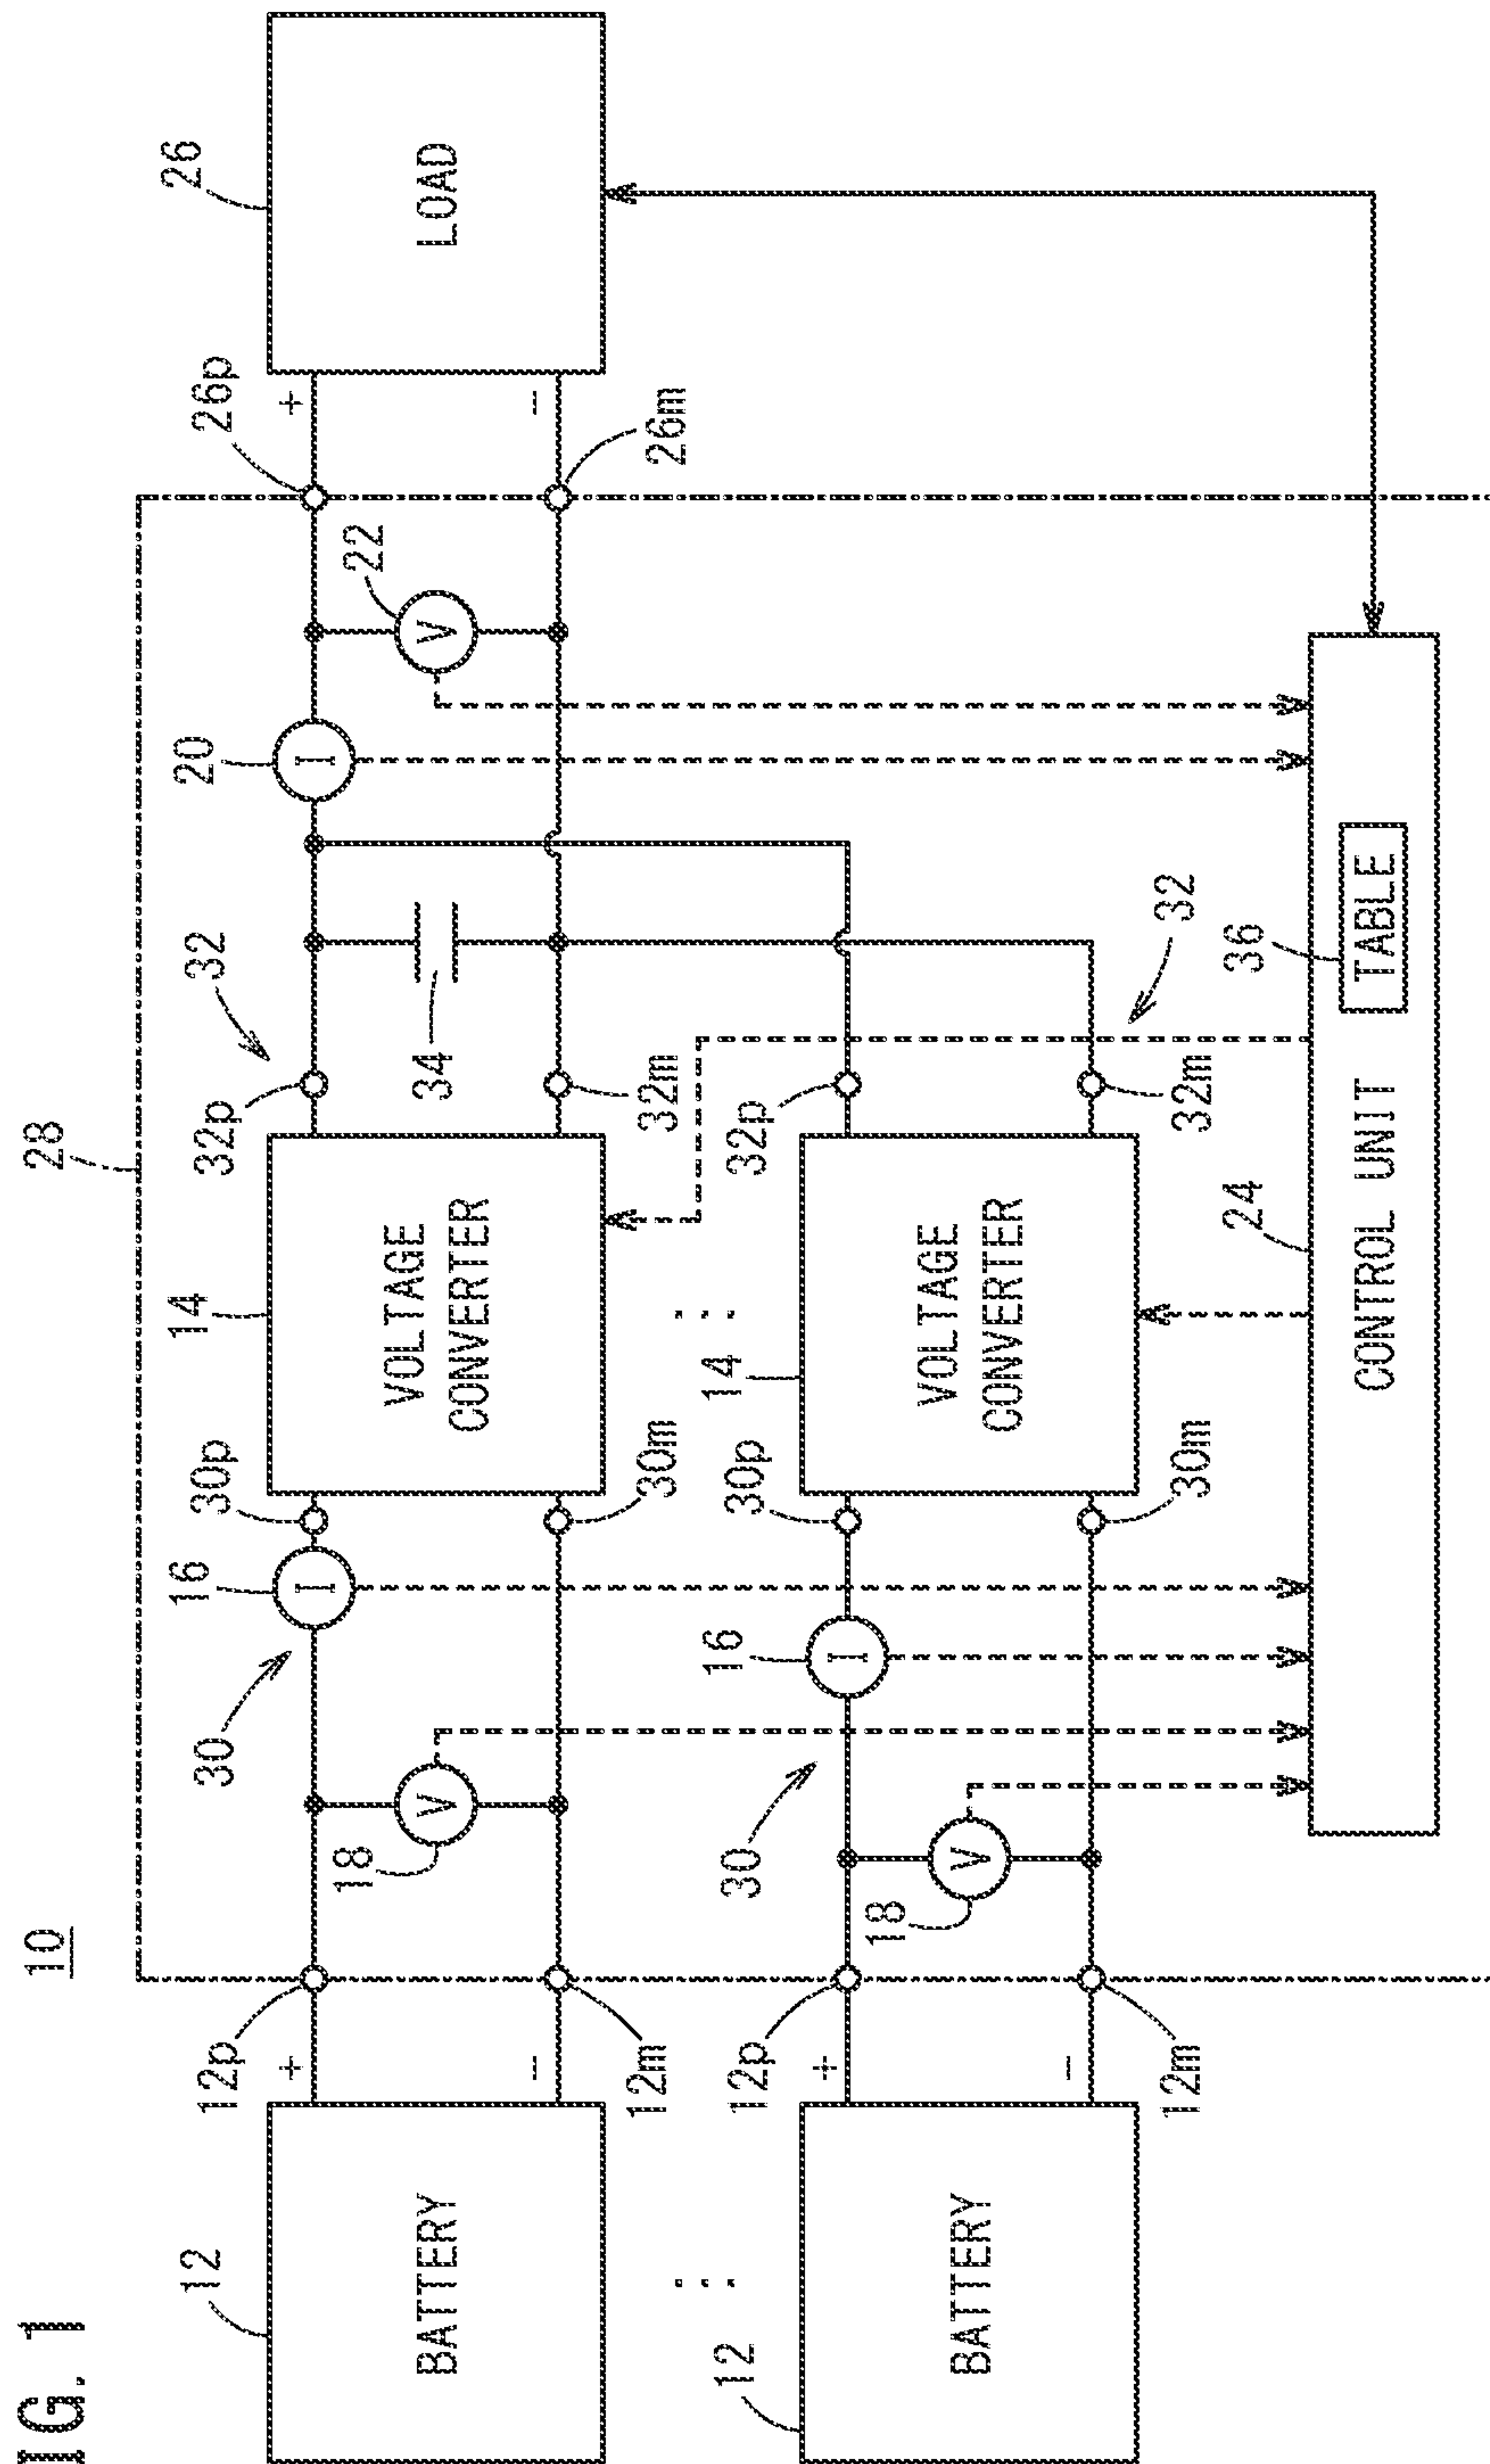 FIG. 1
10
28
12
BATTERY
12p
+
12m
−
18
V
30
16
I
30p
30m
14
VOLTAGE
CONVERTER
32p
32m
32
34
20
I
22
V
26p
+
26m
−
26
LOAD
12
BATTERY
12p
+
12m
−
18
V
30
16
I
30p
30m
14
VOLTAGE
CONVERTER
32p
32m
32
24
CONTROL UNIT
36
TABLE